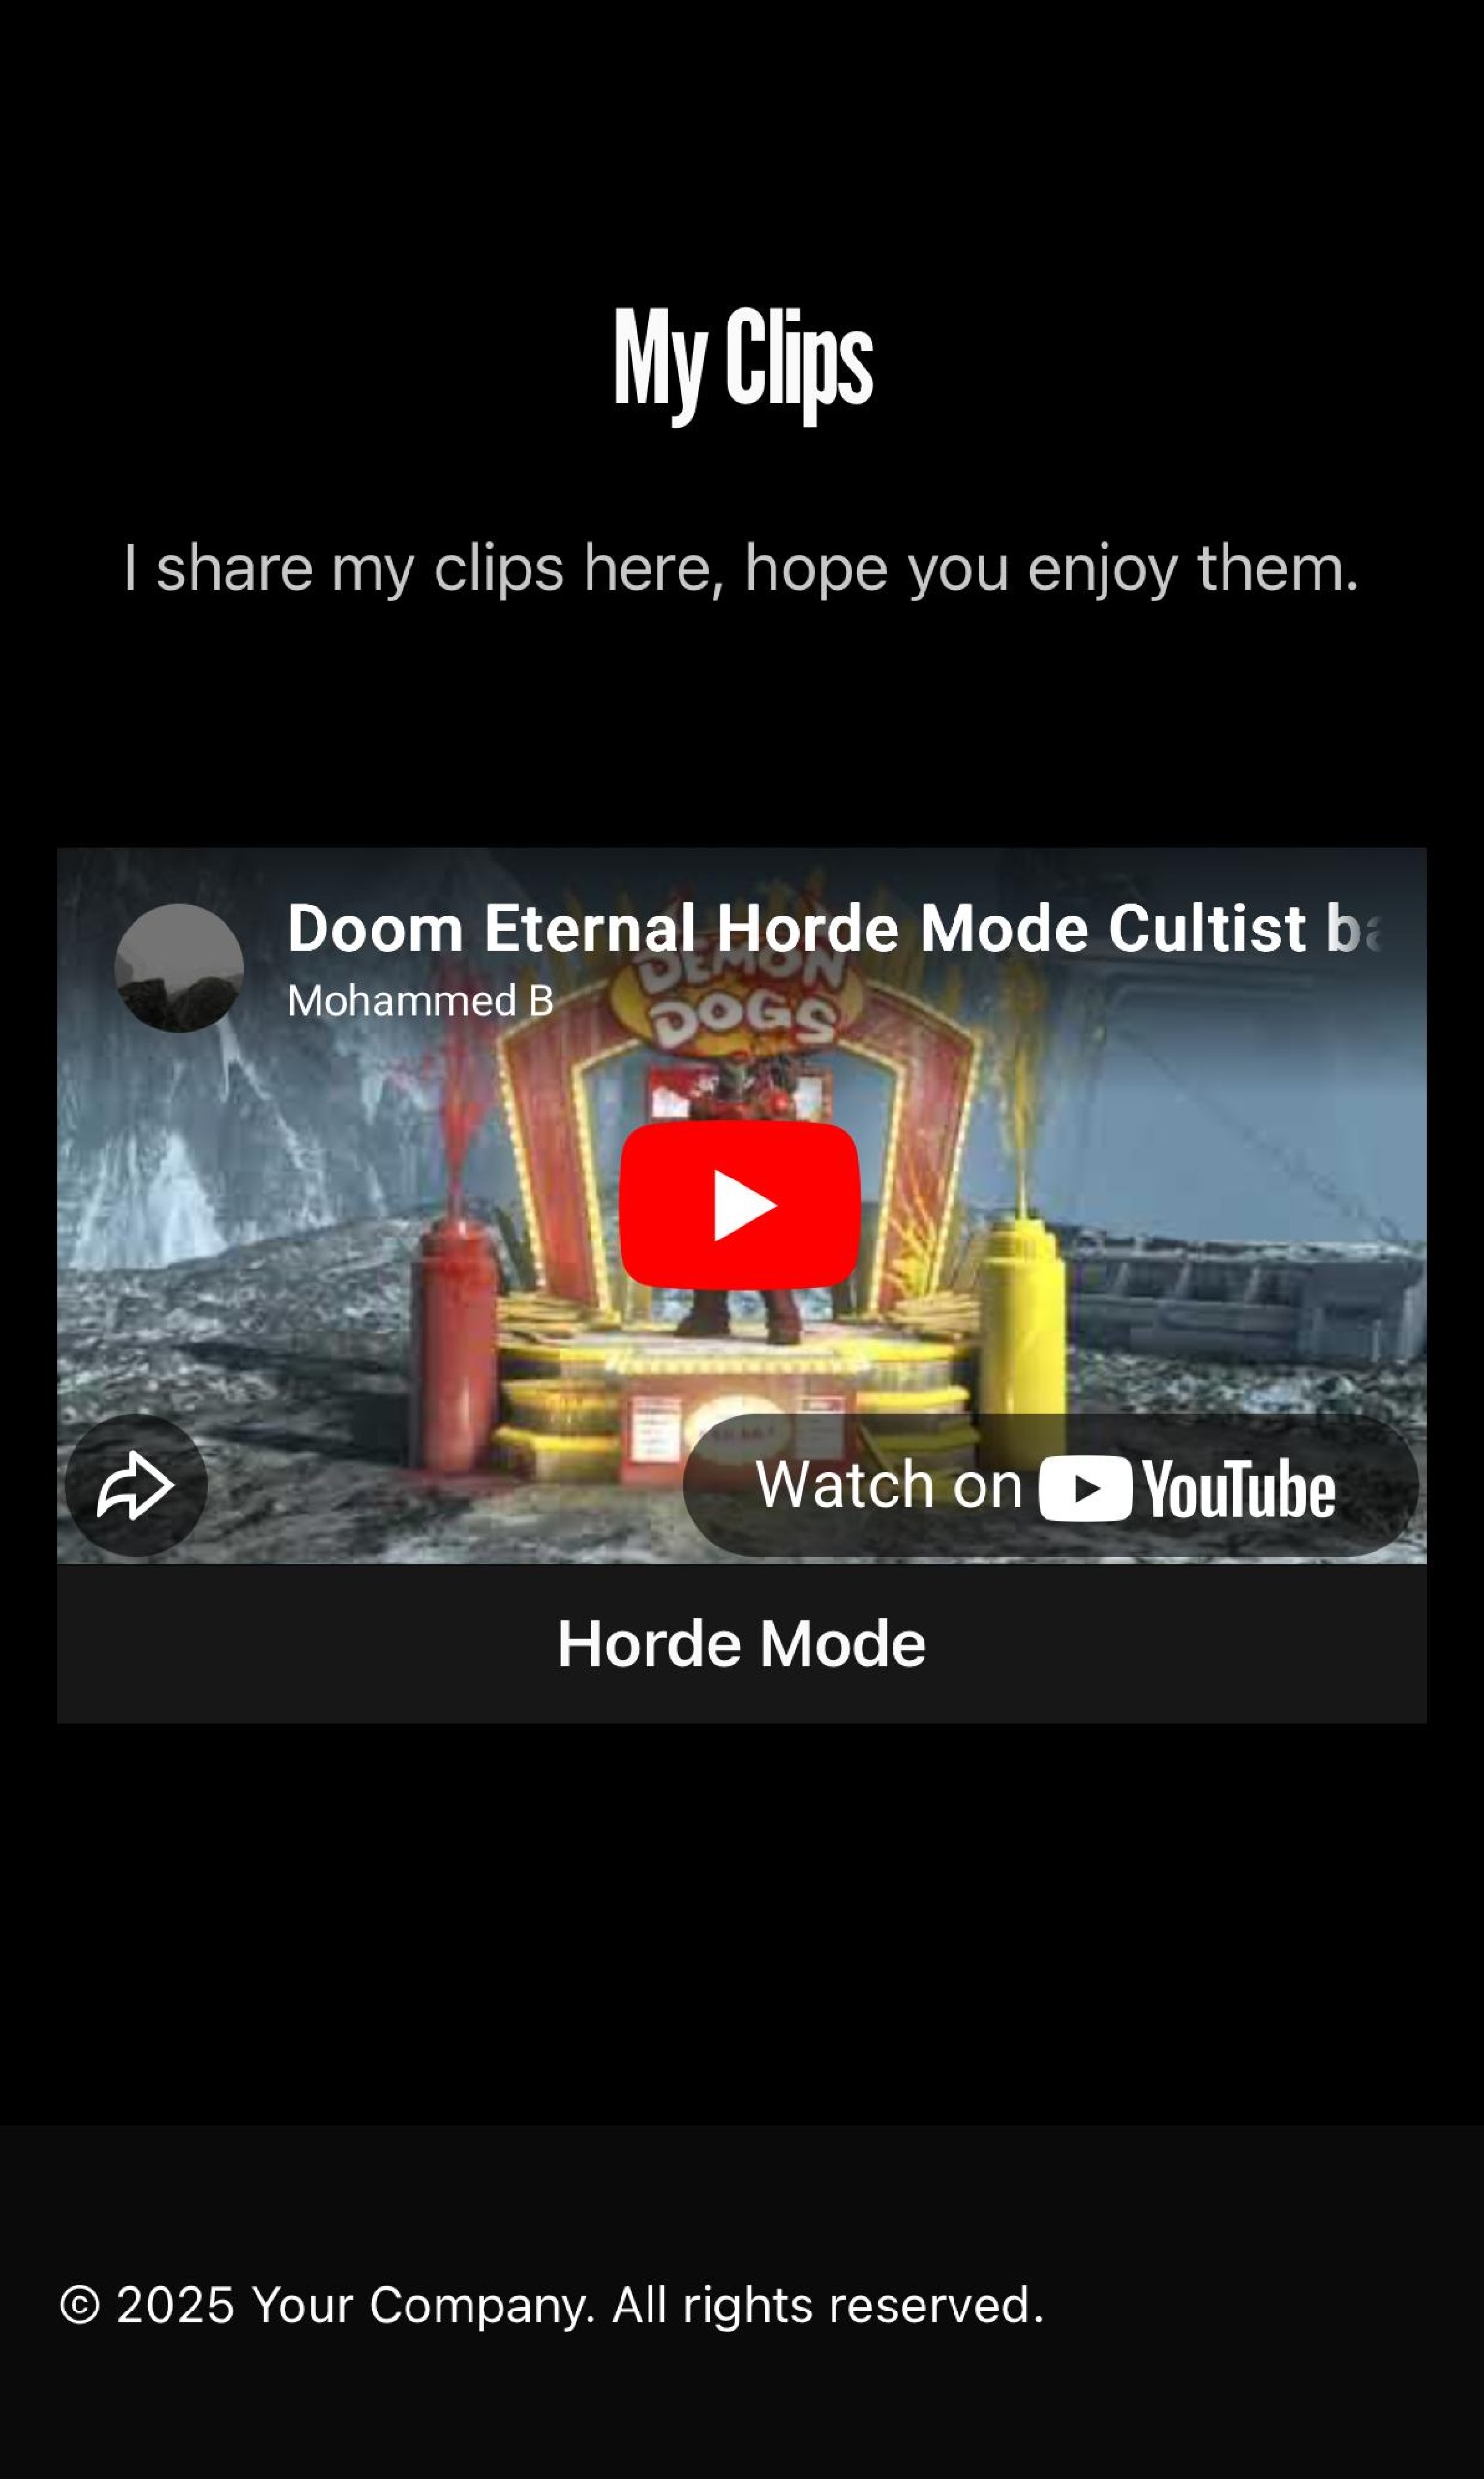 My Clips
I share my clips here, hope you enjoy them.
Doom Eternal Horde Mode Cultist
Mohammed B
DEMON
DOGS
Watch on YouTube
Horde Mode
© 2025 Your Company. All rights reserved.